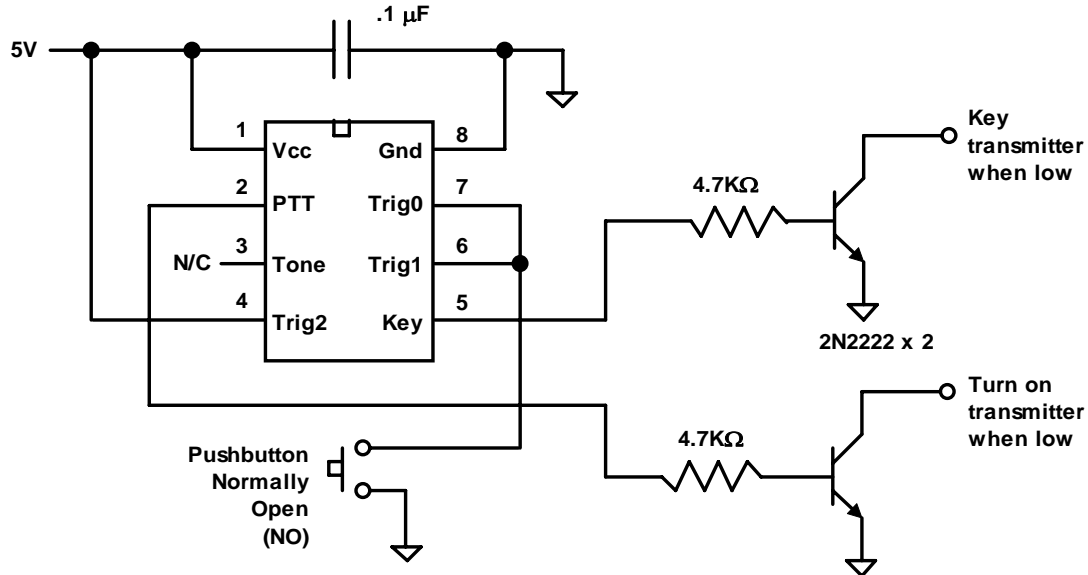 .1 μF
5V
1
Vcc
Gnd
8
2
PTT
Trig0
7
N/C
3
Tone
Trig1
6
4
Trig2
Key
5
4.7KΩ
Key
transmitter
when low
2N2222 x 2
4.7KΩ
Turn on
transmitter
when low
Pushbutton
Normally
Open
(NO)